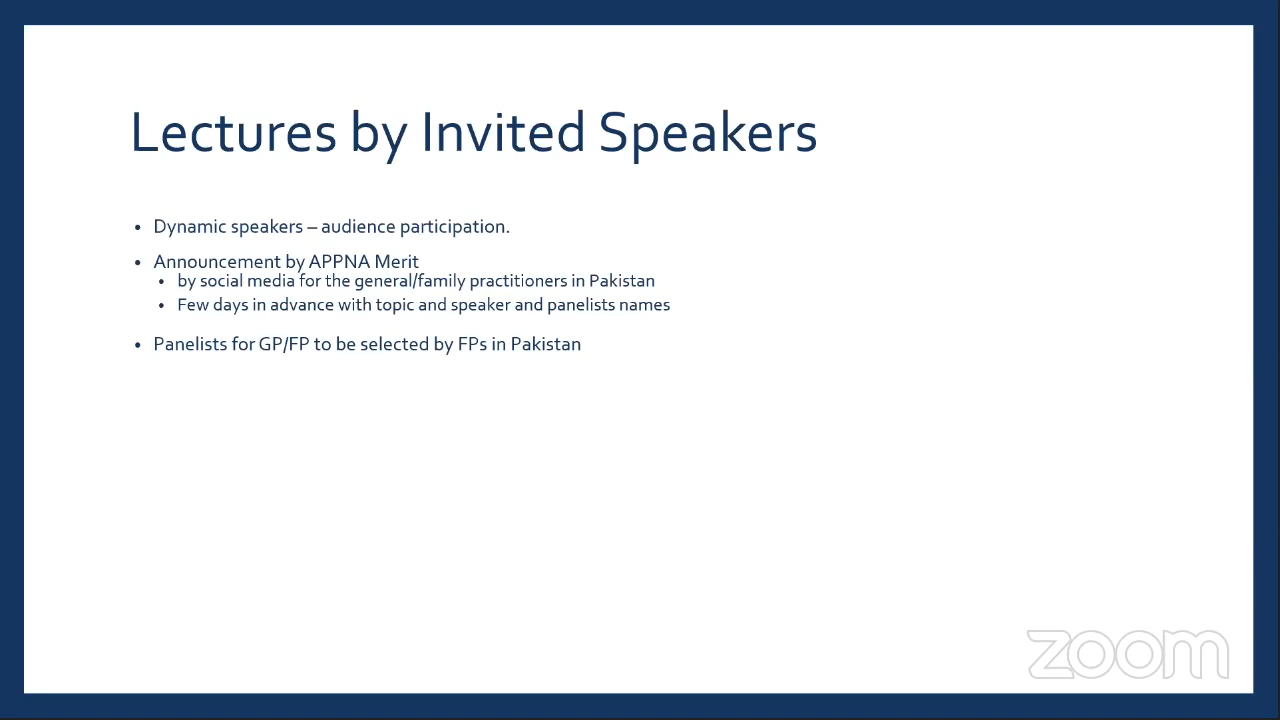 Lectures by Invited Speakers
• Dynamic speakers – audience participation.
• Announcement by APPNA Merit
• by social media for the general/family practitioners in Pakistan
• Few days in advance with topic and speaker and panelists names
• Panelists for GP/FP to be selected by FPs in Pakistan
zoom